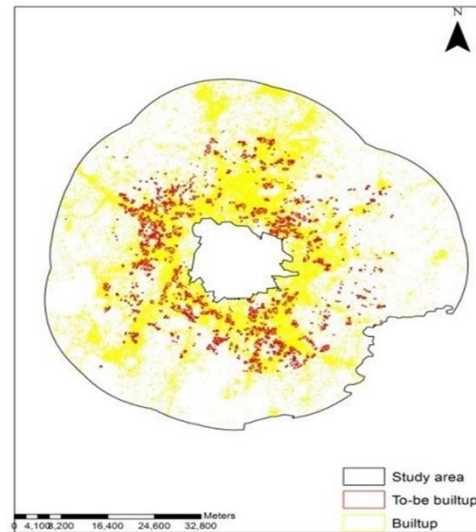 N
Meters
0 4,100 8,200 16,400 24,600 32,800
Study area
To-be builtup
Builtup